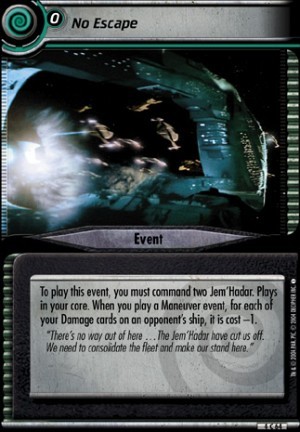 0 No Escape
Event
To play this event, you must command two Jem'Hadar. Plays
in your core. When you play a Maneuver event, for each of
your Damage cards on an opponent's ship, it is cost –1.
"There's no way out of here ... The Jem'Hadar have cut us off.
We need to consolidate the fleet and make our stand here."